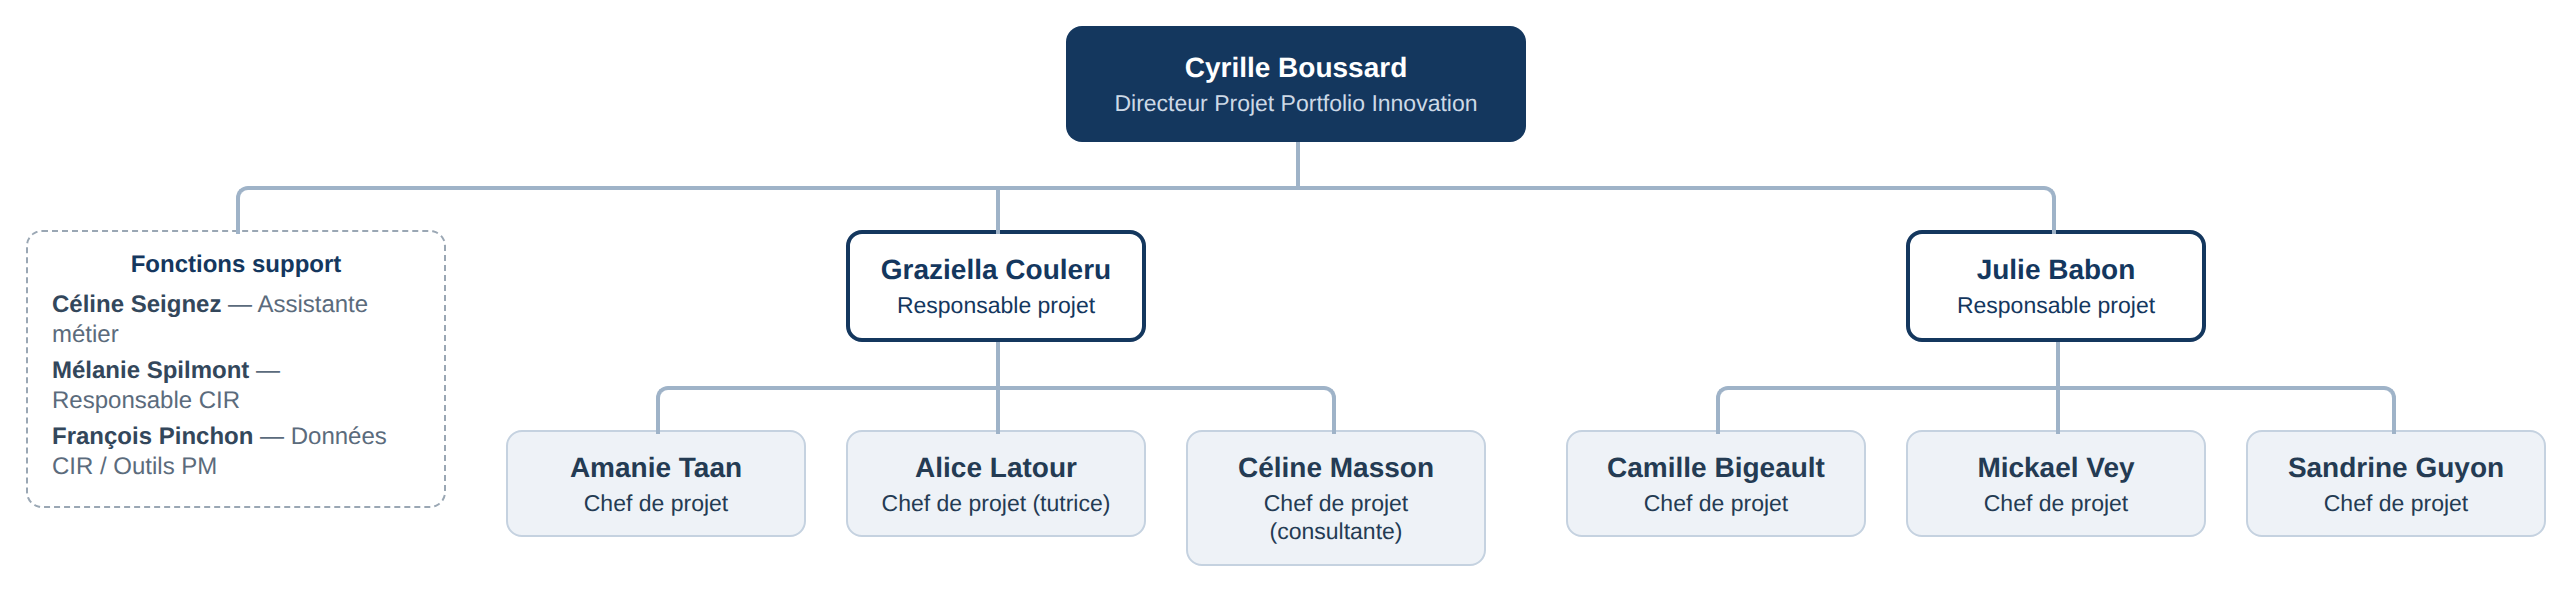 Cyrille Boussard
Directeur Projet Portfolio Innovation
Fonctions support
Céline Seignez — Assistante
métier
Mélanie Spilmont —
Responsable CIR
François Pinchon — Données
CIR / Outils PM
Graziella Couleru
Responsable projet
Julie Babon
Responsable projet
Amanie Taan
Chef de projet
Alice Latour
Chef de projet (tutrice)
Céline Masson
Chef de projet
(consultante)
Camille Bigeault
Chef de projet
Mickael Vey
Chef de projet
Sandrine Guyon
Chef de projet